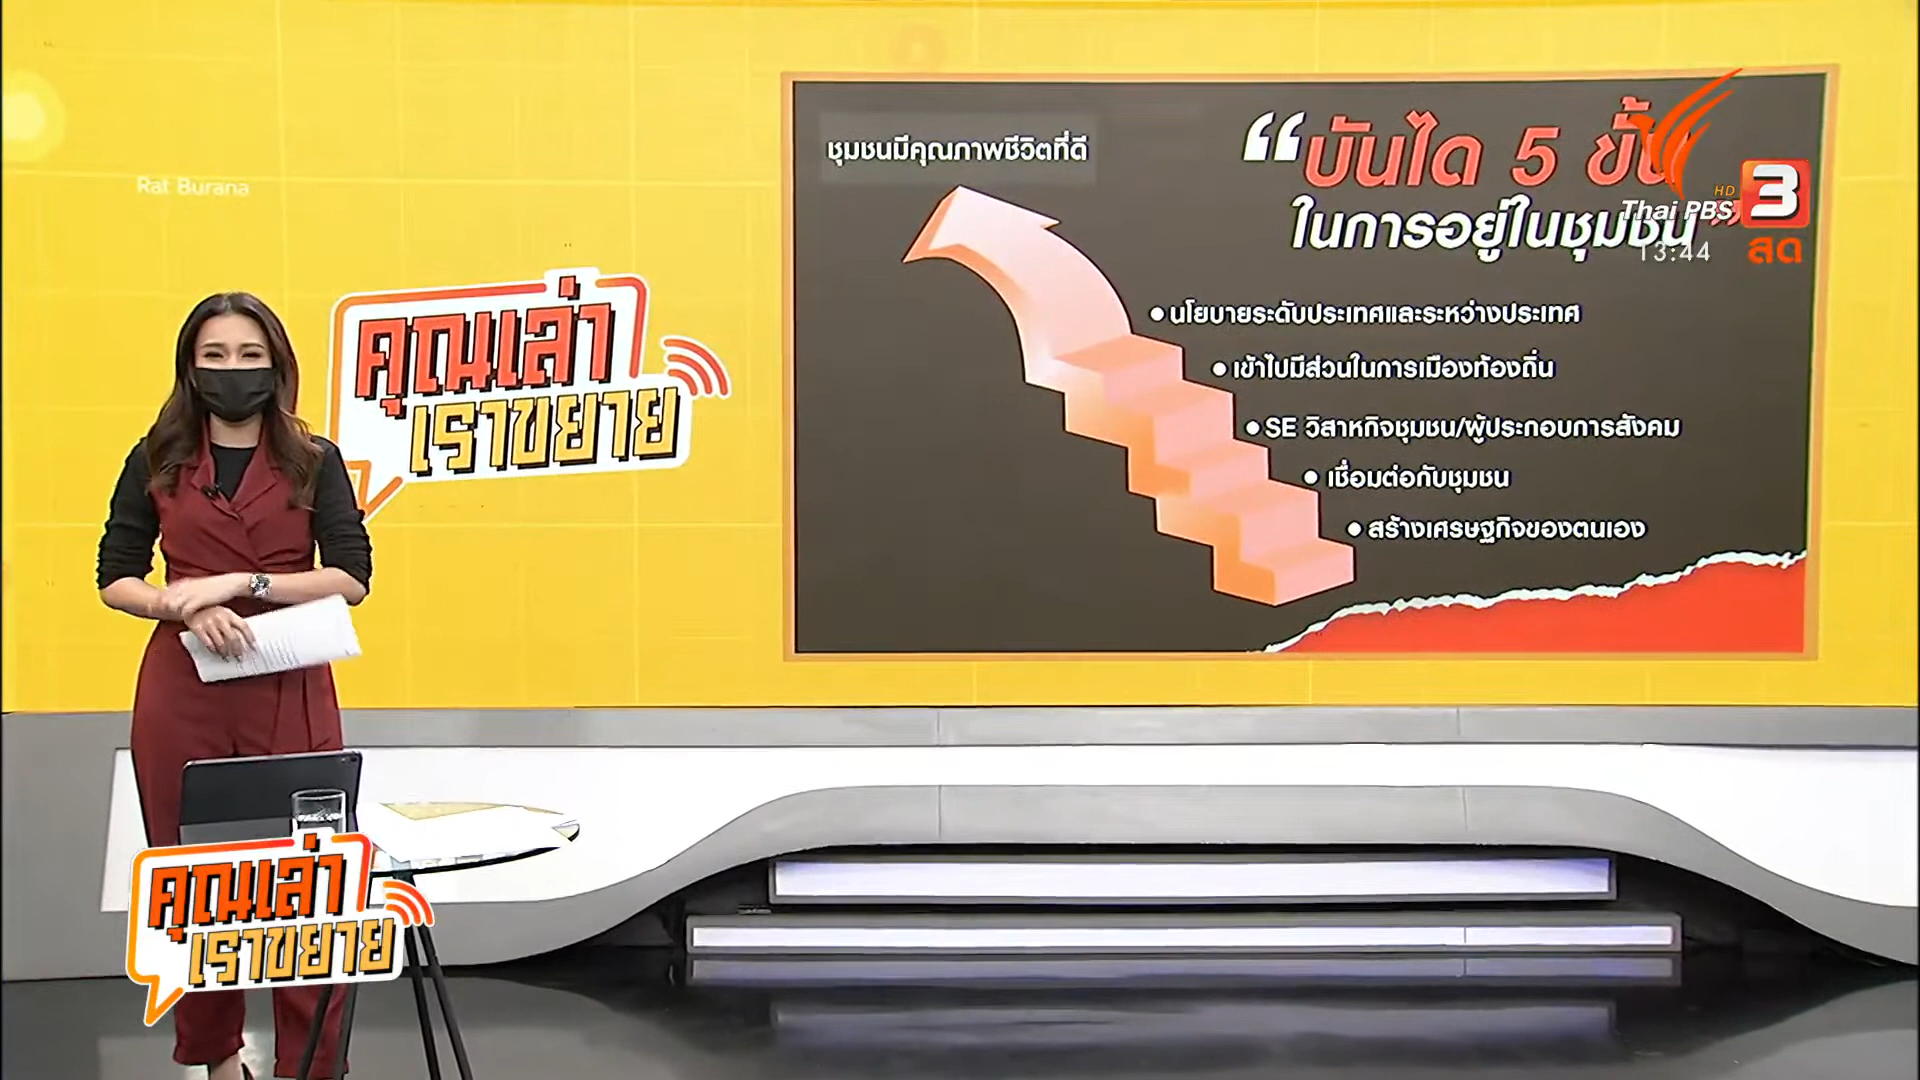 Rat Burana
คุณเล่า
เราขยาย
ชุมชนมีคุณภาพชีวิตที่ดี
“บันได 5 ขั้น
ในการอยู่ในชุมชน”
HD
Thai PBS 3
13:44 สด
นโยบายระดับประเทศและระหว่างประเทศ
เข้าไปมีส่วนในการเมืองท้องถิ่น
SE วิสาหกิจชุมชน/ผู้ประกอบการสังคม
เชื่อมต่อกับชุมชน
สร้างเศรษฐกิจของตนเอง
คุณเล่า
เราขยาย